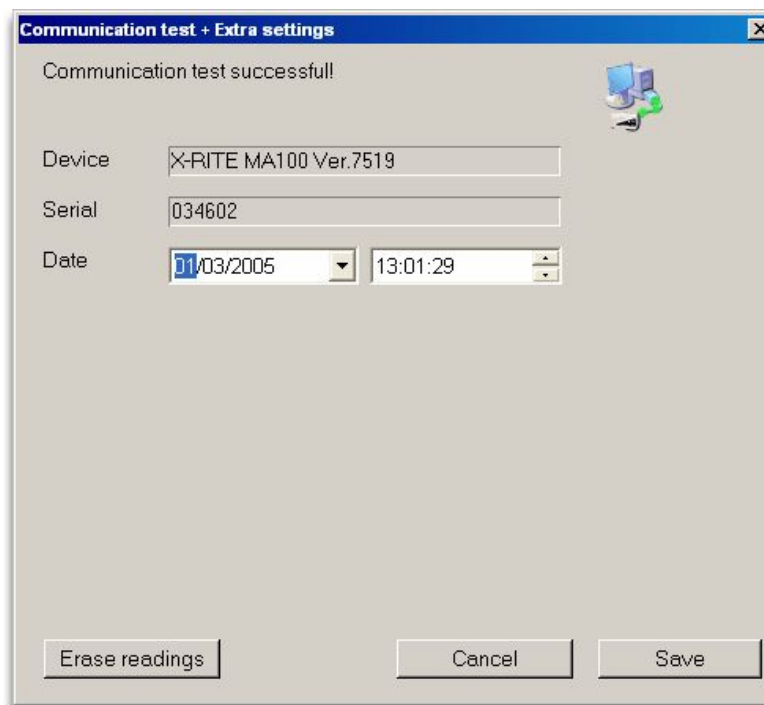 Communication test + Extra settings
Communication test successful!
Device X-RITE MA100 Ver.7519
Serial 034602
Date 01/03/2005 13:01:29
Erase readings Cancel Save